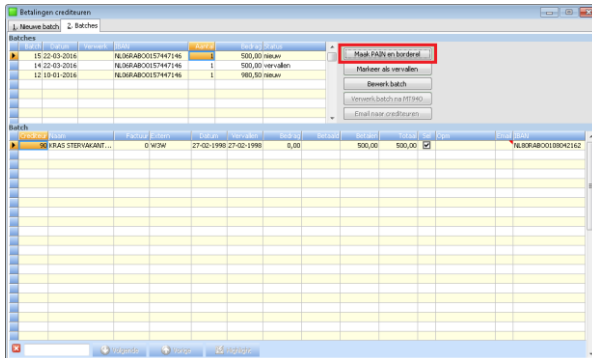 Betalingen crediteuren
1. Nieuwe batch 2. Batches
Batches
Batch Datum Verwerk IBAN Aantal Bedrag Status
15 22-03-2016 NL06RABO0157447146 1 500,00 nieuw
14 22-03-2016 NL06RABO0157447146 1 500,00 vervallen
12 10-01-2016 NL06RABO0157447146 1 980,50 nieuw
Maak PAIN en borderel
Markeer als vervallen
Bewerk batch
Verwerk batch na MT940
Email naar crediteuren
Batch
Crediteur Naam Factuur Extern Datum Vervallen Bedrag Betaald Betalen Totaal Sel Opm Email IBAN
90 KRAS STERVAKANT... 0 W3W 27-02-1998 27-02-1998 0,00 500,00 500,00 NL80RABO0108042162
Volgende Vorige